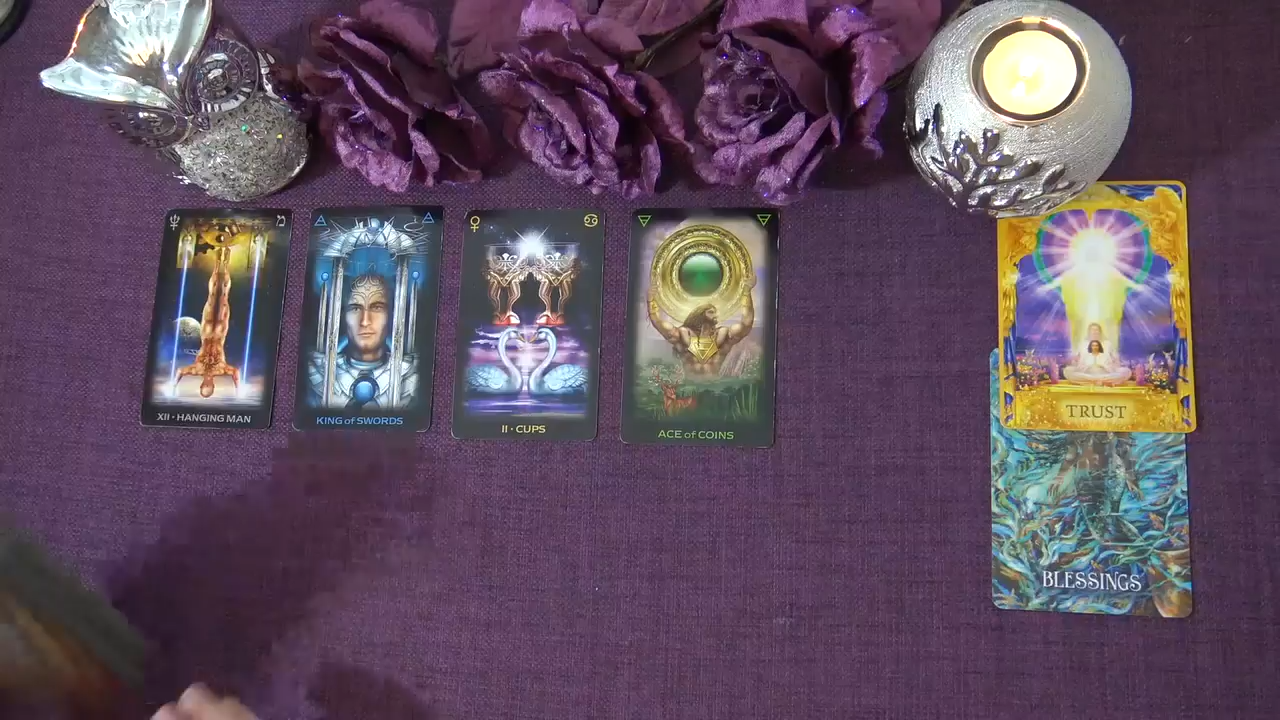 XII • HANGING MAN
KING of SWORDS
II • CUPS
ACE of COINS
TRUST
BLESSINGS